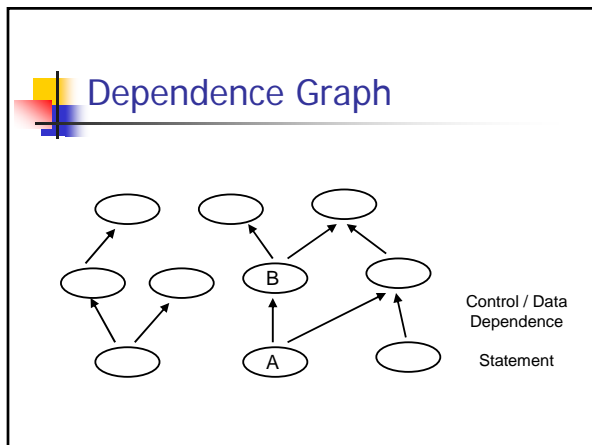 Dependence Graph
B
Control / Data
Dependence
A
Statement